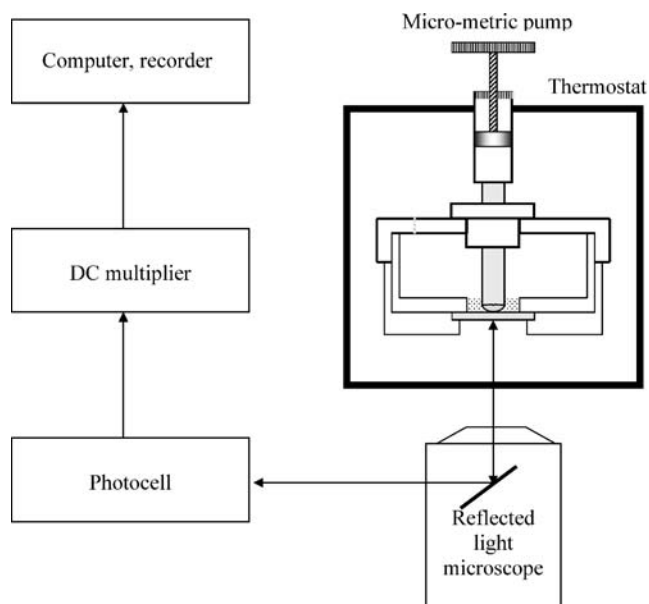 Micro-metric pump
Computer, recorder
Thermostat
DC multiplier
Photocell
Reflected
light
microscope